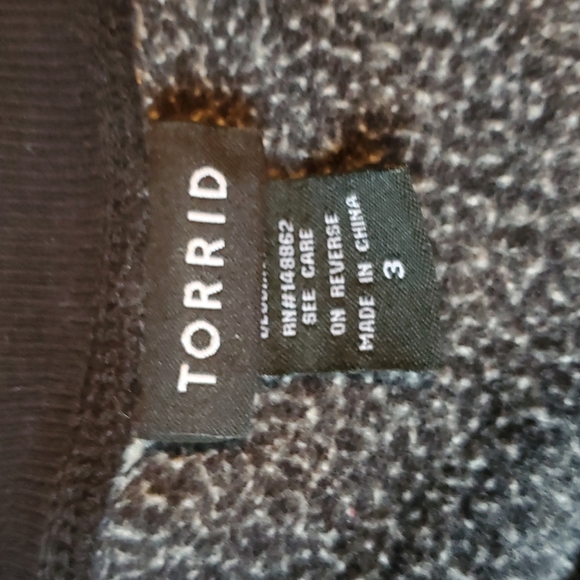 TORRID
RN#148862
SEE CARE
ON REVERSE
MADE IN CHINA
3